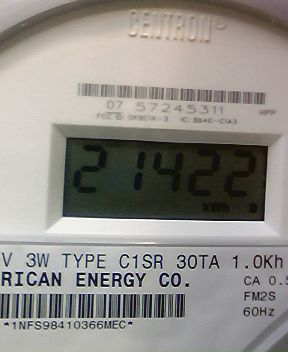 CENTRON®
07 57245311
HPP
21422
kWh
V 3W TYPE C1SR 30TA 1.0Kh
RICAN ENERGY CO.
CA 0.5
FM2S
60Hz
*1NFS98410366MEC*